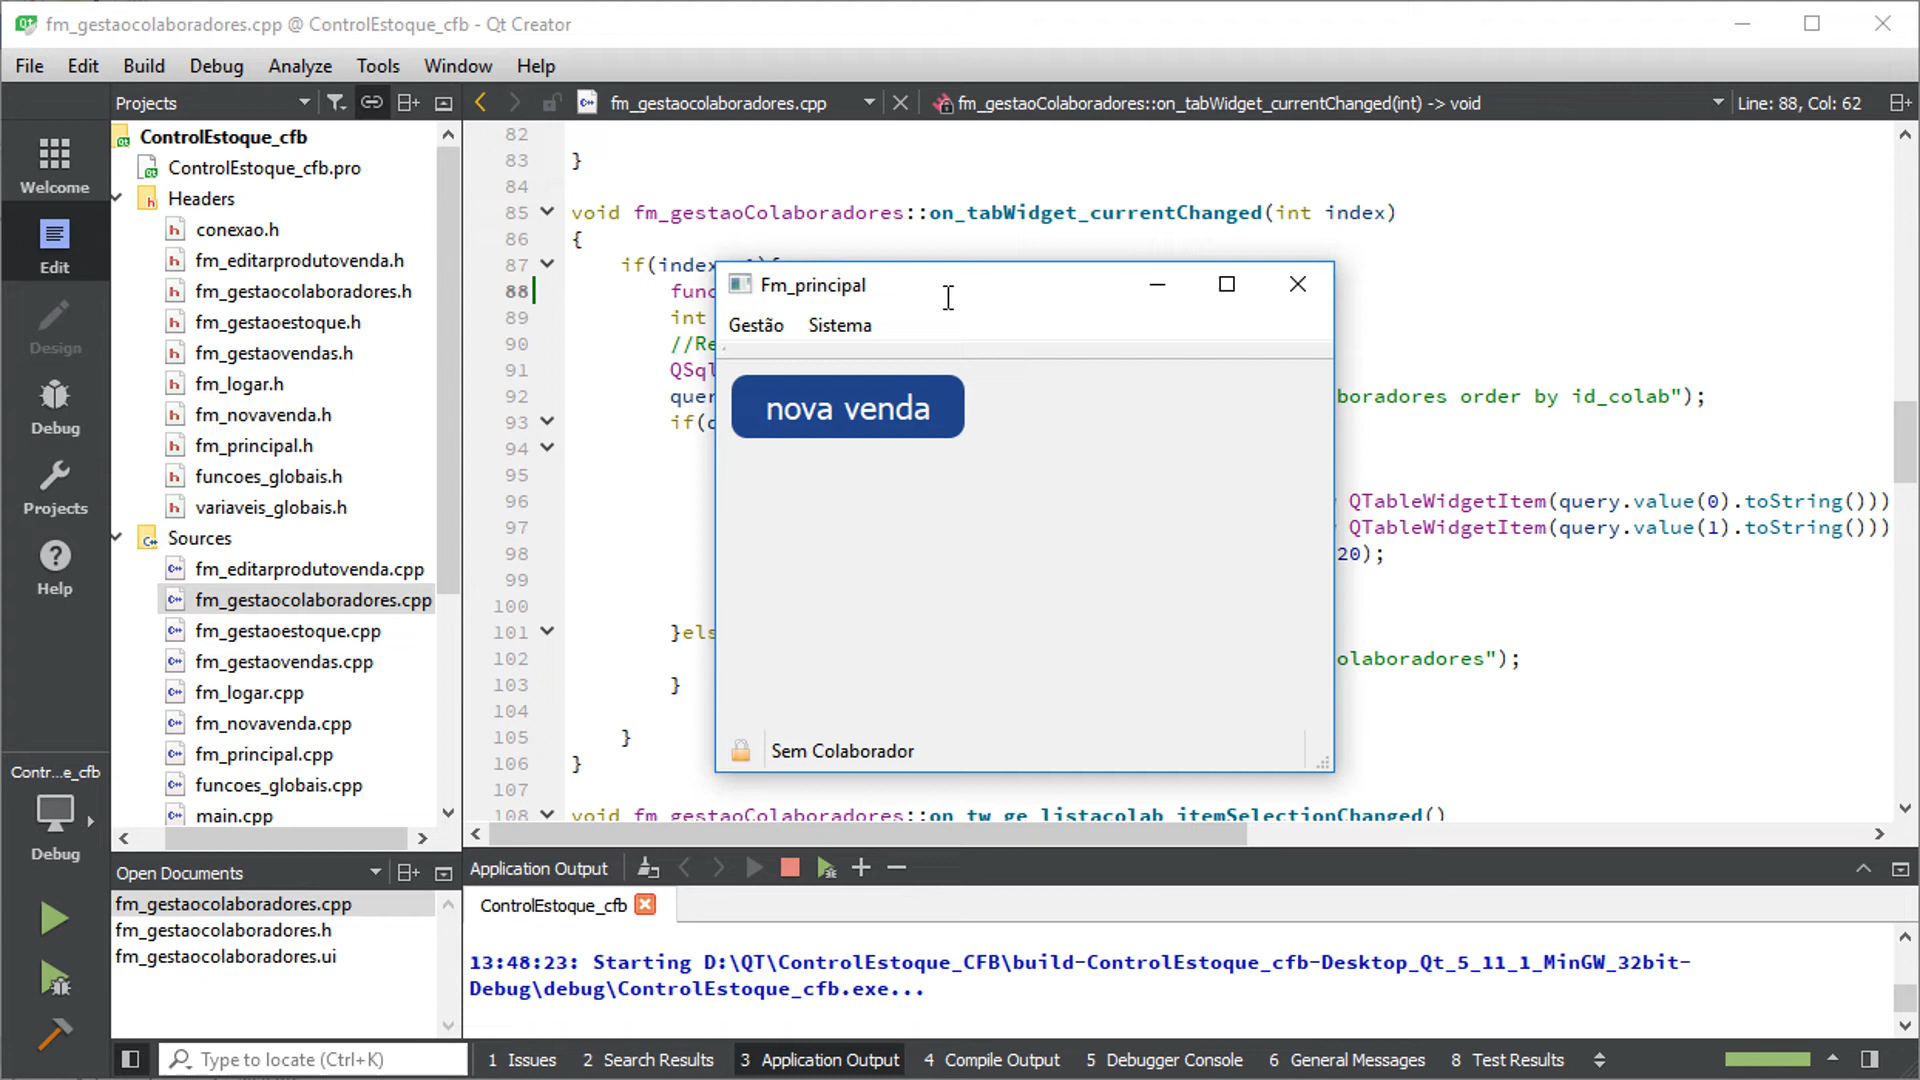 fm_gestaocolaboradores.cpp @ ControlEstoque_cfb - Qt Creator
File Edit Build Debug Analyze Tools Window Help
Projects
fm_gestaocolaboradores.cpp
fm_gestaoColaboradores::on_tabWidget_currentChanged(int) -> void
Line: 88, Col: 62
Welcome
Edit
Design
Debug
Projects
Help
Contr...e_cfb
Debug
ControlEstoque_cfb
ControlEstoque_cfb.pro
Headers
conexao.h
fm_editarprodutovenda.h
fm_gestaocolaboradores.h
fm_gestaoestoque.h
fm_gestaovendas.h
fm_logar.h
fm_novavenda.h
fm_principal.h
funcoes_globais.h
variaveis_globais.h
Sources
fm_editarprodutovenda.cpp
fm_gestaocolaboradores.cpp
fm_gestaoestoque.cpp
fm_gestaovendas.cpp
fm_logar.cpp
fm_novavenda.cpp
fm_principal.cpp
funcoes_globais.cpp
main.cpp
Open Documents
fm_gestaocolaboradores.cpp
fm_gestaocolaboradores.h
fm_gestaocolaboradores.ui
82
83 }
84
85 void fm_gestaoColaboradores::on_tabWidget_currentChanged(int index)
86 {
87 if(index
88 func
89 int
90 //Re
91 QSql
92 quer boradores order by id_colab");
93 if(
94
95
96 QTableWidgetItem(query.value(0).toString()))
97 QTableWidgetItem(query.value(1).toString()))
98 20);
99
100
101 }els
102 olaboradores");
103 }
104
105 }
106 }
107
108 void fm_gestaoColaboradores::on_tw_ge_listacolab_itemSelectionChanged()
Fm_principal
Gestão Sistema
nova venda
Sem Colaborador
Application Output
ControlEstoque_cfb
13:48:23: Starting D:\QT\ControlEstoque_CFB\build-ControlEstoque_cfb-Desktop_Qt_5_11_1_MinGW_32bit-
Debug\debug\ControlEstoque_cfb.exe...
Type to locate (Ctrl+K)
1 Issues 2 Search Results 3 Application Output 4 Compile Output 5 Debugger Console 6 General Messages 8 Test Results